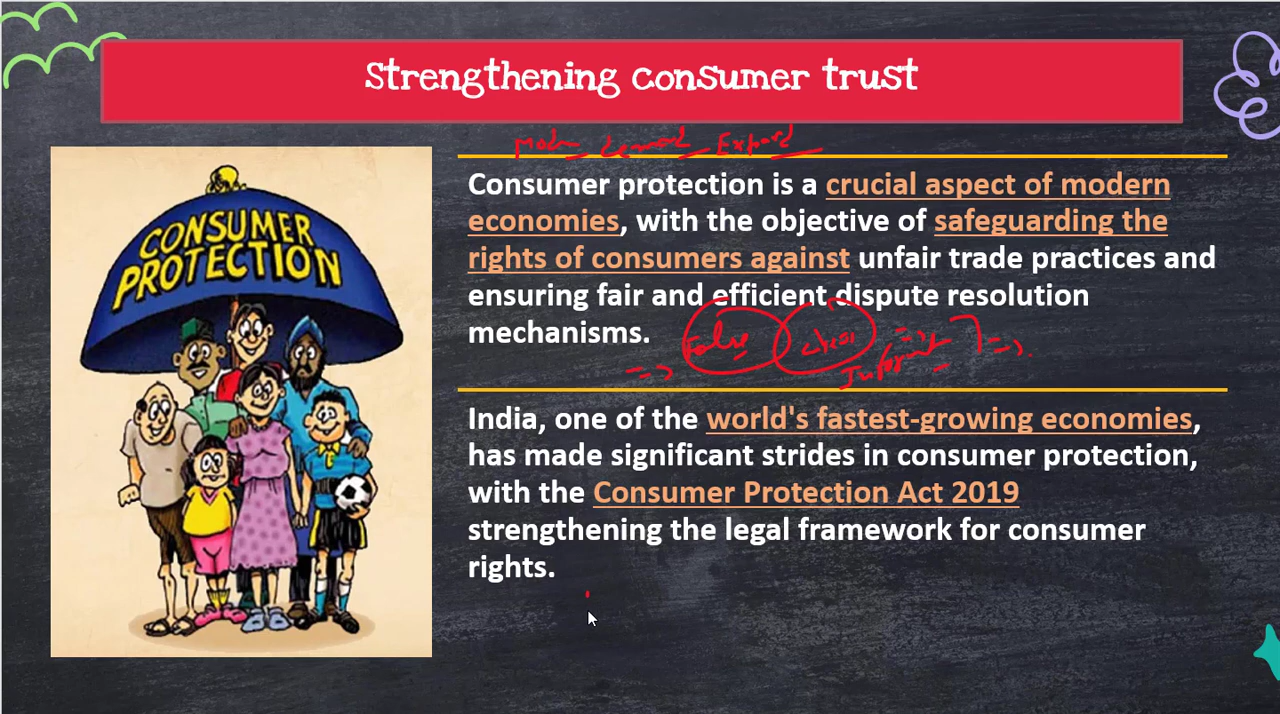 Strengthening consumer trust
CONSUMER
PROTECTION
Consumer protection is a crucial aspect of modern
economies, with the objective of safeguarding the
rights of consumers against unfair trade practices and
ensuring fair and efficient dispute resolution
mechanisms.
False
India, one of the world's fastest-growing economies,
has made significant strides in consumer protection,
with the Consumer Protection Act 2019
strengthening the legal framework for consumer
rights.